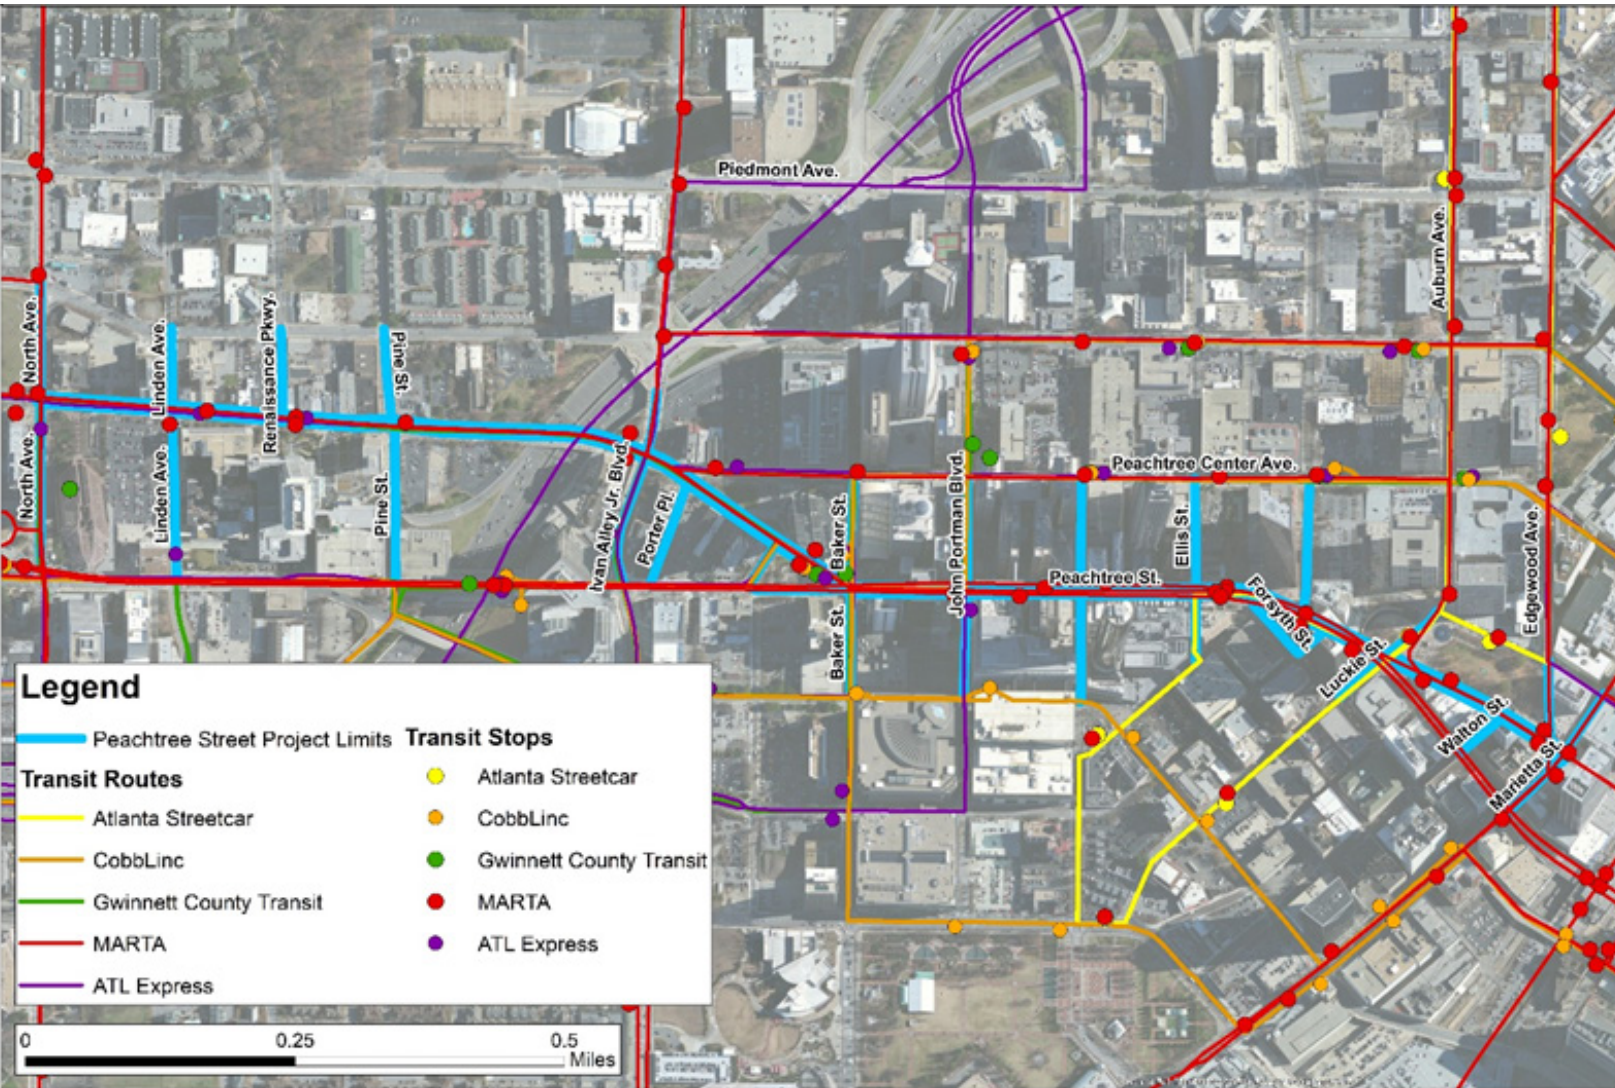 Piedmont Ave.
Auburn Ave.
North Ave.
Linden Ave.
Renaissance Pkwy.
Pine St.
Peachtree Center Ave.
North Ave.
Linden Ave.
Pine St.
Ivan Alley Jr. Blvd.
Porter Pl.
Baker St.
John Portman Blvd.
Ellis St.
Edgewood Ave.
Peachtree St.
Forsyth St.
Baker St.
Luckie St.
Walton St.
Marietta St.
Legend
Peachtree Street Project Limits
Transit Routes
Atlanta Streetcar
CobbLinc
Gwinnett County Transit
MARTA
ATL Express
Transit Stops
Atlanta Streetcar
CobbLinc
Gwinnett County Transit
MARTA
ATL Express
0 0.25 0.5
Miles